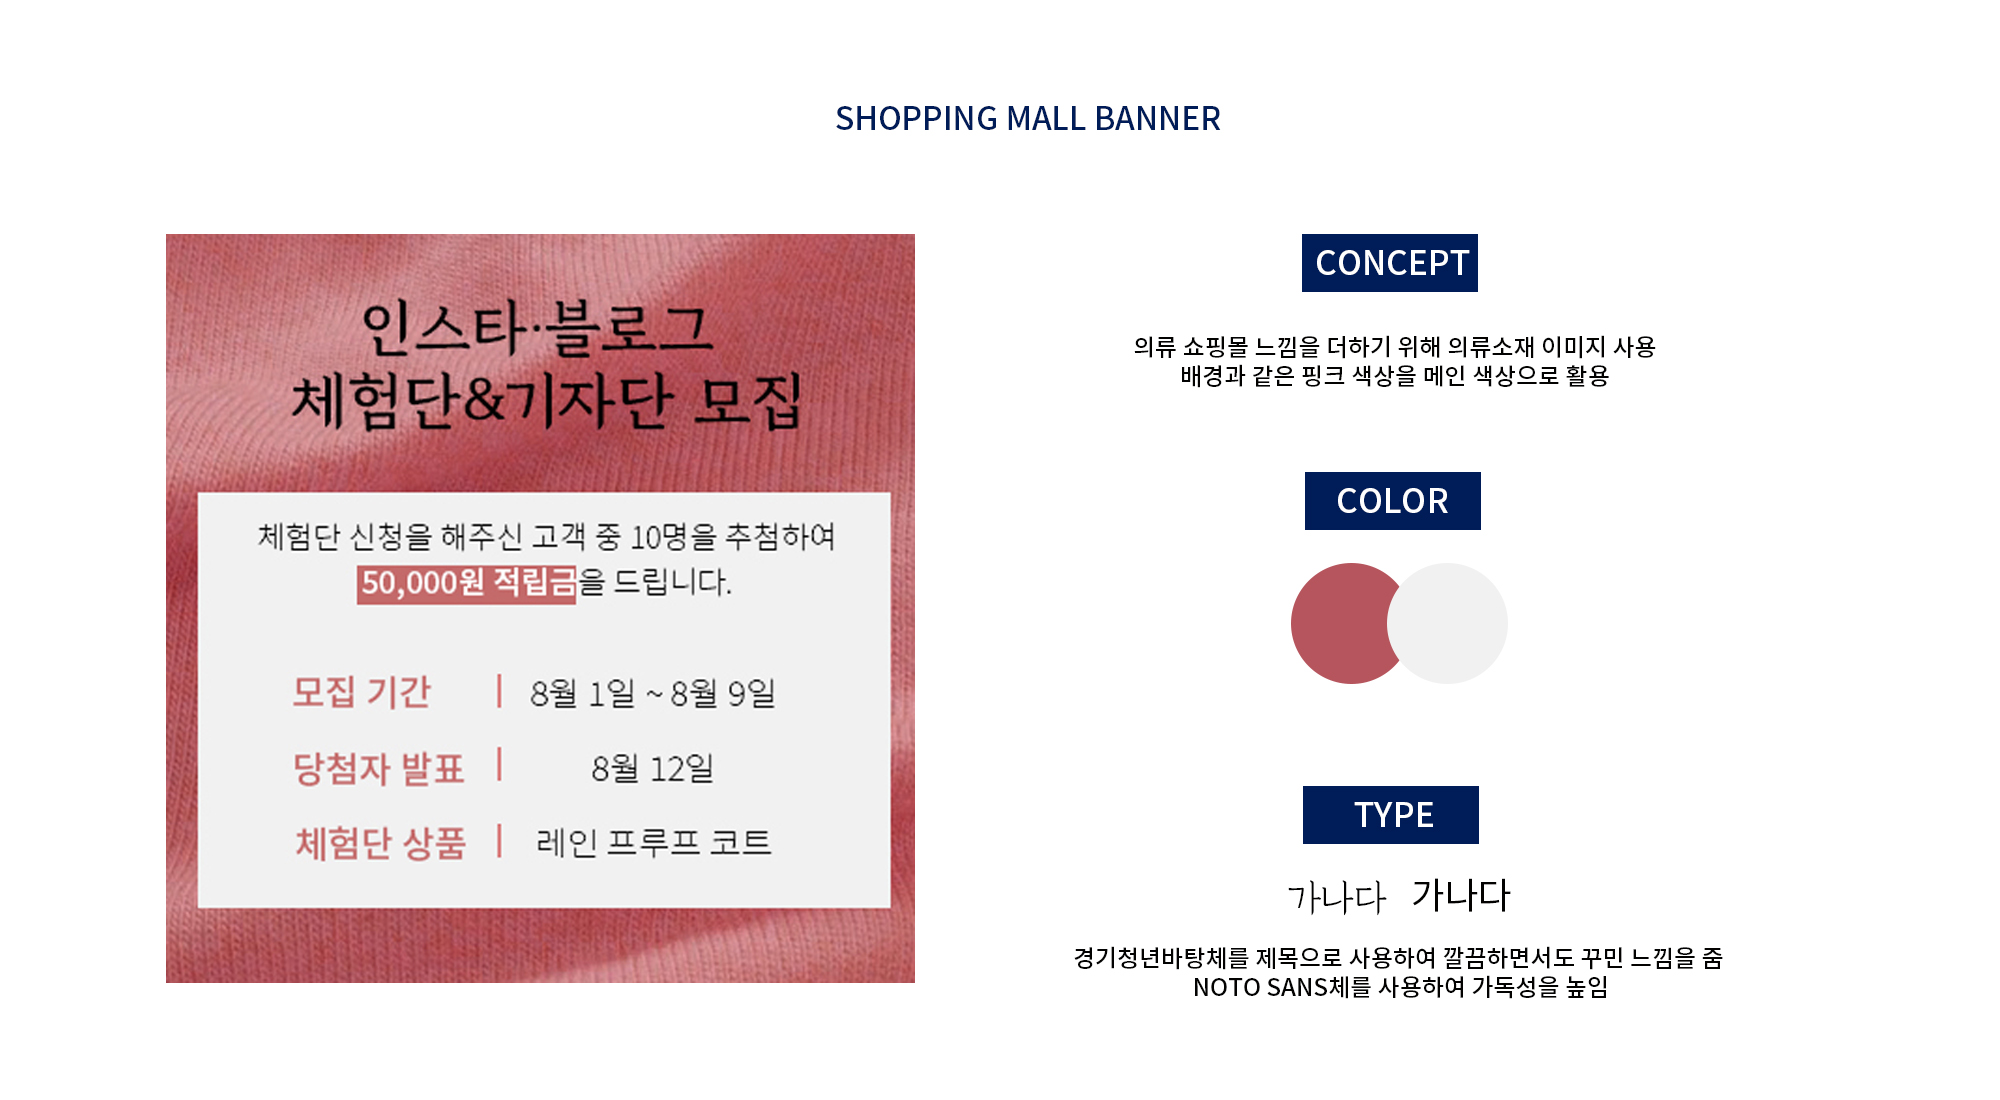 SHOPPING MALL BANNER
인스타·블로그
체험단&기자단 모집
체험단 신청을 해주신 고객 중 10명을 추첨하여
50,000원 적립금을 드립니다.
모집 기간 | 8월 1일 ~ 8월 9일
당첨자 발표 | 8월 12일
체험단 상품 | 레인 프루프 코트
CONCEPT
의류 쇼핑몰 느낌을 더하기 위해 의류소재 이미지 사용
배경과 같은 핑크 색상을 메인 색상으로 활용
COLOR
TYPE
가나다 가나다
경기청년바탕체를 제목으로 사용하여 깔끔하면서도 꾸민 느낌을 줌
NOTO SANS체를 사용하여 가독성을 높임